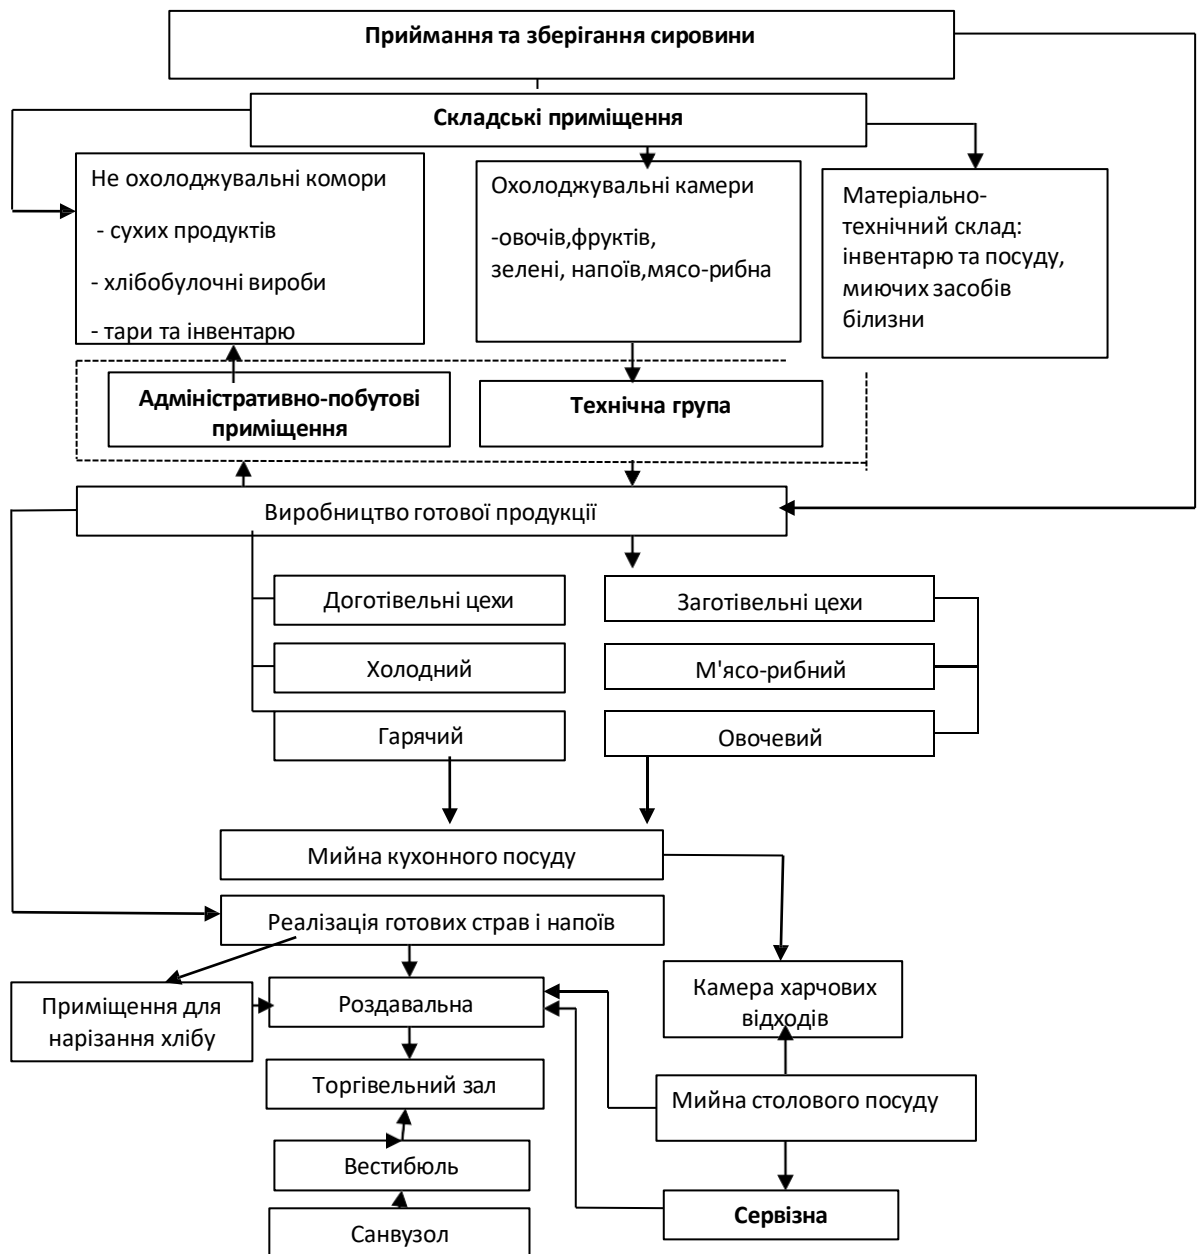 Приймання та зберігання сировини
Складські приміщення
Не охолоджувальні комори
- сухих продуктів
- хлібобулочні вироби
- тари та інвентарю
Охолоджувальні камери
-овочів,фруктів,
зелені, напоїв,мясо-рибна
Матеріально-
технічний склад:
інвентарю та посуду,
миючих засобів
білизни
Адміністративно-побутові
приміщення
Технічна група
Виробництво готової продукції
Доготівельні цехи
Заготівельні цехи
Холодний
М'ясо-рибний
Гарячий
Овочевий
Мийна кухонного посуду
Реалізація готових страв і напоїв
Приміщення для
нарізання хлібу
Роздавальна
Камера харчових
відходів
Торгівельний зал
Мийна столового посуду
Вестибюль
Сервізна
Санвузол